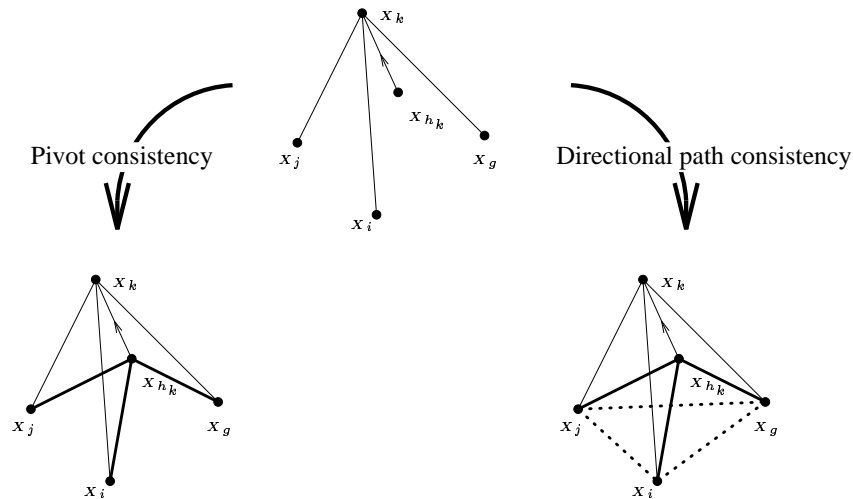 X k
X h k
X j
X g
X i
Pivot consistency
Directional path consistency
X k
X h k
X j
X g
X i
X k
X h k
X j
X g
X i